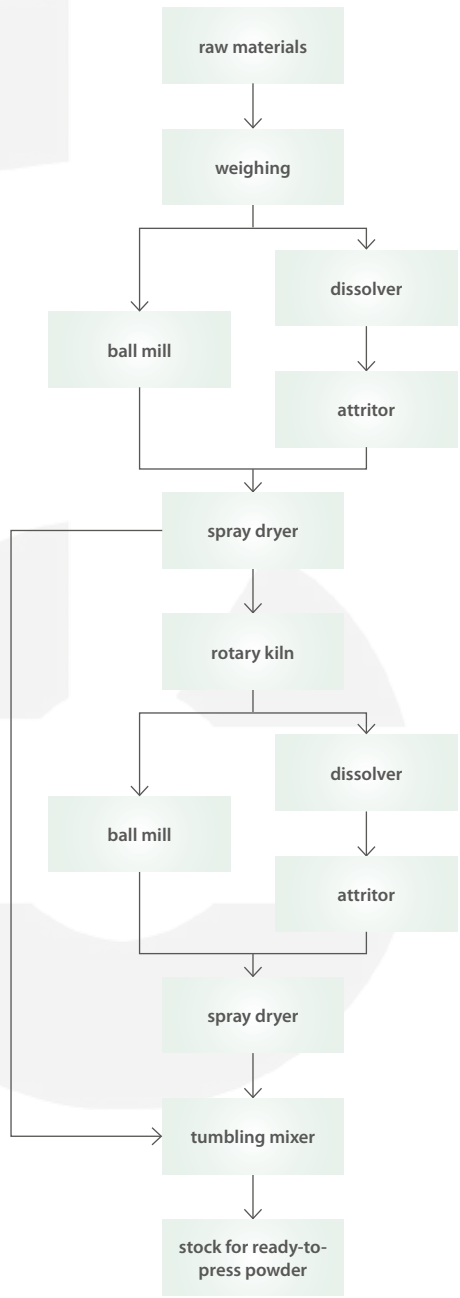 raw materials
weighing
dissolver
ball mill
attritor
spray dryer
rotary kiln
dissolver
ball mill
attritor
spray dryer
tumbling mixer
stock for ready-to-
press powder